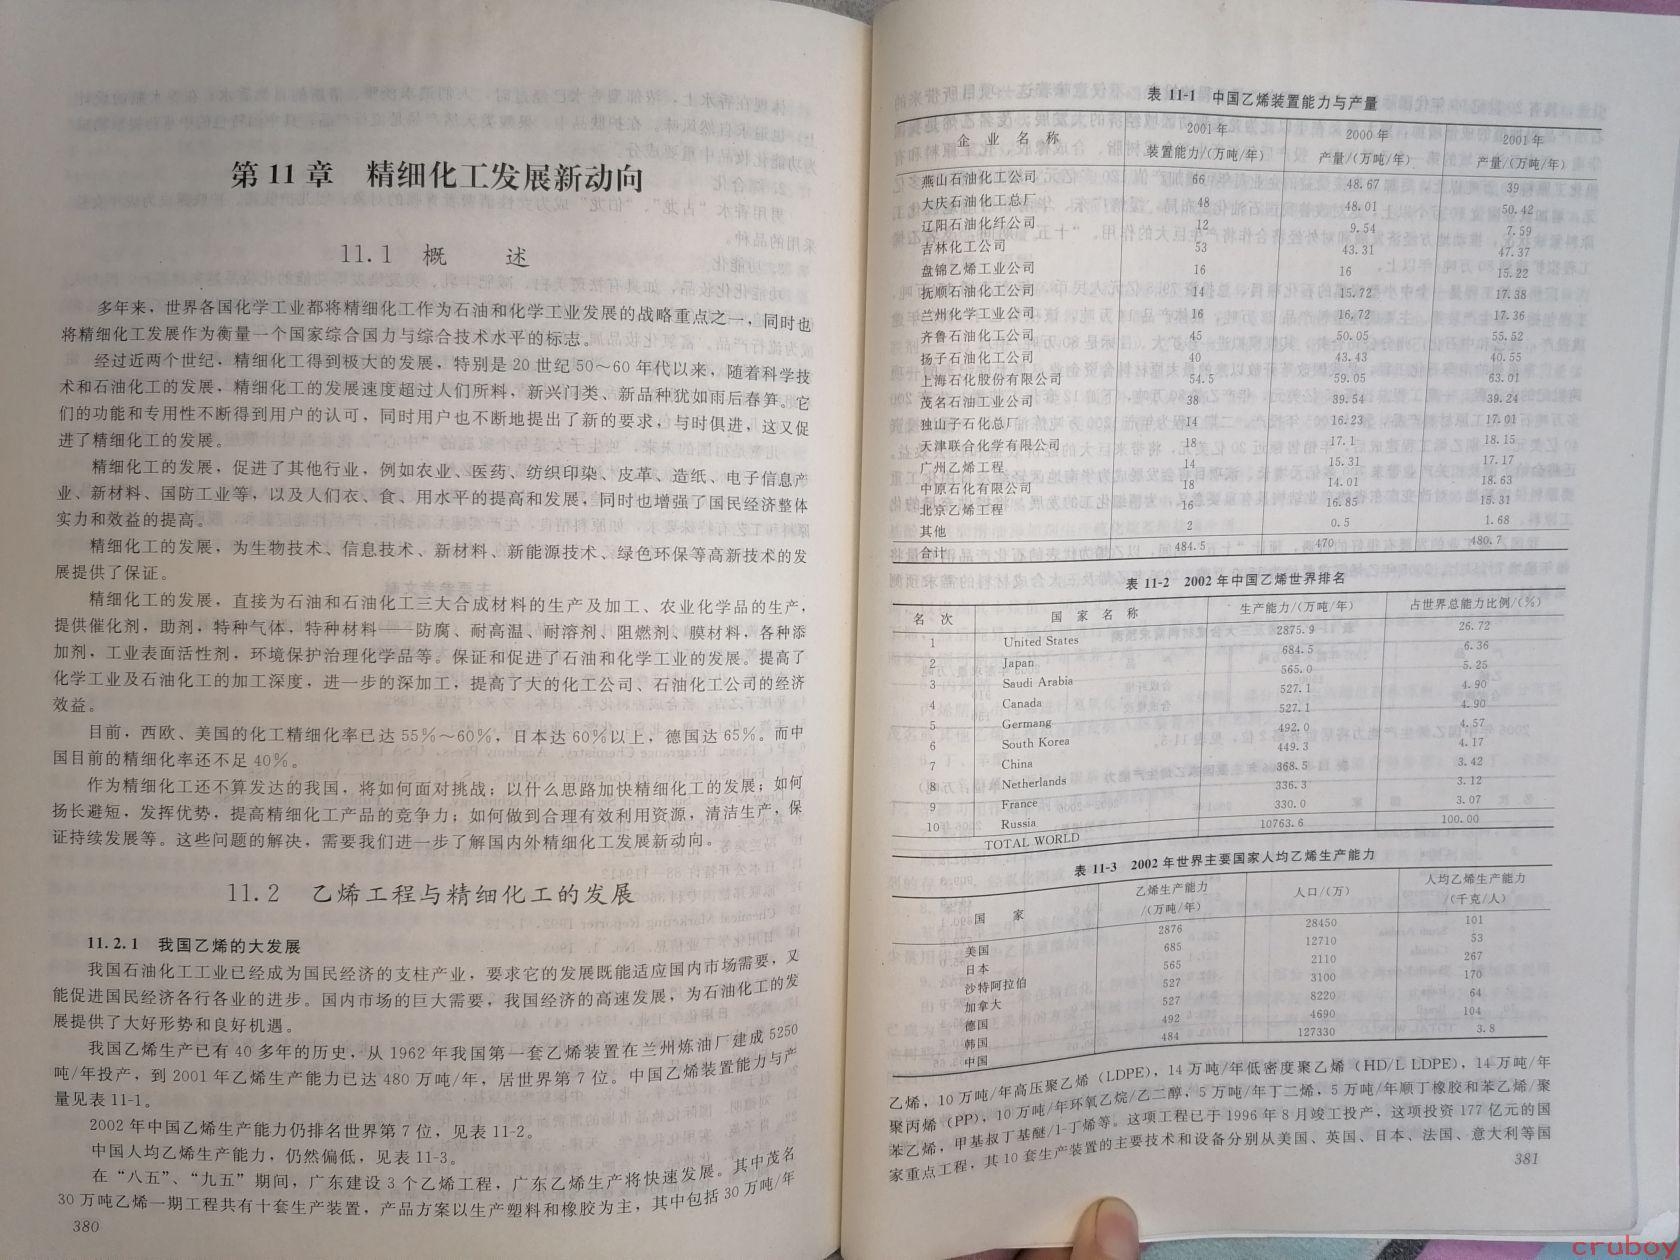 第11章 精细化工发展新动向
11.1 概 述
多年来，世界各国化学工业都将精细化工作为石油和化学工业发展的战略重点之一，同时也
将精细化工发展作为衡量一个国家综合国力与综合技术水平的标志。
经过近两个世纪，精细化工得到极大的发展，特别是20世纪50～60年代以来，随着科学技
术和石油化工的发展，精细化工的发展速度超过人们所料，新兴门类、新品种犹如雨后春笋。它
们的功能和专用性不断得到用户的认可，同时用户也不断地提出了新的要求，与时俱进，这又促
进了精细化工的发展。
精细化工的发展，促进了其他行业，例如农业、医药、纺织印染、皮革、造纸、电子信息产
业、新材料、国防工业等，以及人们衣、食、用水平的提高和发展，同时也增强了国民经济整体
实力和效益的提高。
精细化工的发展，为生物技术、信息技术、新材料、新能源技术、绿色环保等高新技术的发
展提供了保证。
精细化工的发展，直接为石油和石油化工三大合成材料的生产及加工、农业化学品的生产，
提供催化剂，助剂，特种气体，特种材料——防腐、耐高温、耐溶剂、阻燃剂、膜材料，各种添
加剂，工业表面活性剂，环境保护治理化学品等。保证和促进了石油和化学工业的发展。提高了
化学工业及石油化工的加工深度，进一步的深加工，提高了大的化工公司、石油化工公司的经济
效益。
目前，西欧、美国的化工精细化率已达55%～60%，日本达60%以上，德国达65%。而中
国目前的精细化率还不足40%。
作为精细化工还不算发达的我国，将如何面对挑战；以什么思路加快精细化工的发展；如何
扬长避短，发挥优势，提高精细化工产品的竞争力；如何做到合理有效利用资源，清洁生产，保
证持续发展等。这些问题的解决，需要我们进一步了解国内外精细化工发展新动向。
11.2 乙烯工程与精细化工的发展
11.2.1 我国乙烯的大发展
我国石油化工工业已经成为国民经济的支柱产业，要求它的发展既能适应国内市场需要，又
能促进国民经济各行各业的进步。国内市场的巨大需要，我国经济的高速发展，为石油化工的发
展提供了大好形势和良好机遇。
我国乙烯生产已有40多年的历史，从1962年我国第一套乙烯装置在兰州炼油厂建成5250
吨/年投产，到2001年乙烯生产能力已达480万吨/年，居世界第7位。中国乙烯装置能力与产
量见表11-1。
2002年中国乙烯生产能力仍排名世界第7位，见表11-2。
中国人均乙烯生产能力，仍然偏低，见表11-3。
在“八五”、“九五”期间，广东建设3个乙烯工程，广东乙烯生产将快速发展。其中茂名
30万吨乙烯一期工程共有十套生产装置，产品方案以生产塑料和橡胶为主，其中包括30万吨/年
380
表 11-1 中国乙烯装置能力与产量
企 业 名 称 2001年 装置能力/(万吨/年) 2000年 产量/(万吨/年) 2001年 产量/(万吨/年)
燕山石油化工公司 66 48.67 39
大庆石油化工总厂 48 48.01 50.42
辽阳石油化纤公司 12 9.54 7.59
吉林化工公司 53 43.31 47.37
盘锦乙烯工业公司 16 16 15.22
抚顺石油化工公司 14 15.72 17.38
兰州化学工业公司 16 16.72 17.36
齐鲁石油化工公司 45 50.05 55.52
扬子石油化工公司 40 43.43 40.55
上海石化股份有限公司 54.5 59.05 63.01
茂名石油工业公司 38 39.54 39.24
独山子石化总厂 14 16.23 17.01
天津联合化学有限公司 18 17.1 18.15
广州乙烯工程 14 15.31 17.17
中原石化有限公司 18 14.01 18.63
北京乙烯工程 16 16.85 15.31
其他 2 0.5 1.68
合计 484.5 470 480.7
表 11-2 2002年中国乙烯世界排名
名 次 国 家 名 称 生产能力/(万吨/年) 占世界总能力比例/(%)
1 United States 2875.9 26.72
2 Japan 684.5 6.36
3 Saudi Arabia 565.0 5.25
4 Canada 527.1 4.90
5 Germang 527.1 4.90
6 South Korea 492.0 4.57
7 China 449.3 4.17
8 Netherlands 368.5 3.42
9 France 336.3 3.12
10 Russia 330.0 3.07
TOTAL WORLD 10763.6 100.00
表 11-3 2002年世界主要国家人均乙烯生产能力
国 家 乙烯生产能力/(万吨/年) 人口/(万) 人均乙烯生产能力/(千克/人)
美国 2876 28450 101
日本 685 12710 53
沙特阿拉伯 565 2110 267
加拿大 527 3100 170
德国 527 8220 64
韩国 492 4690 104
中国 484 127330 3.8
乙烯，10万吨/年高压聚乙烯（LDPE），14万吨/年低密度聚乙烯（HD/L LDPE），14万吨/年
聚丙烯（PP），10万吨/年环氧乙烷/乙二醇，5万吨/年丁二烯，5万吨/年顺丁橡胶和苯乙烯/聚
苯乙烯，甲基叔丁基醚/1-丁烯等。这项工程已于1996年8月竣工投产，这项投资177亿元的国
家重点工程，其10套生产装置的主要技术和设备分别从美国、英国、日本、法国、意大利等国
381
cruboy